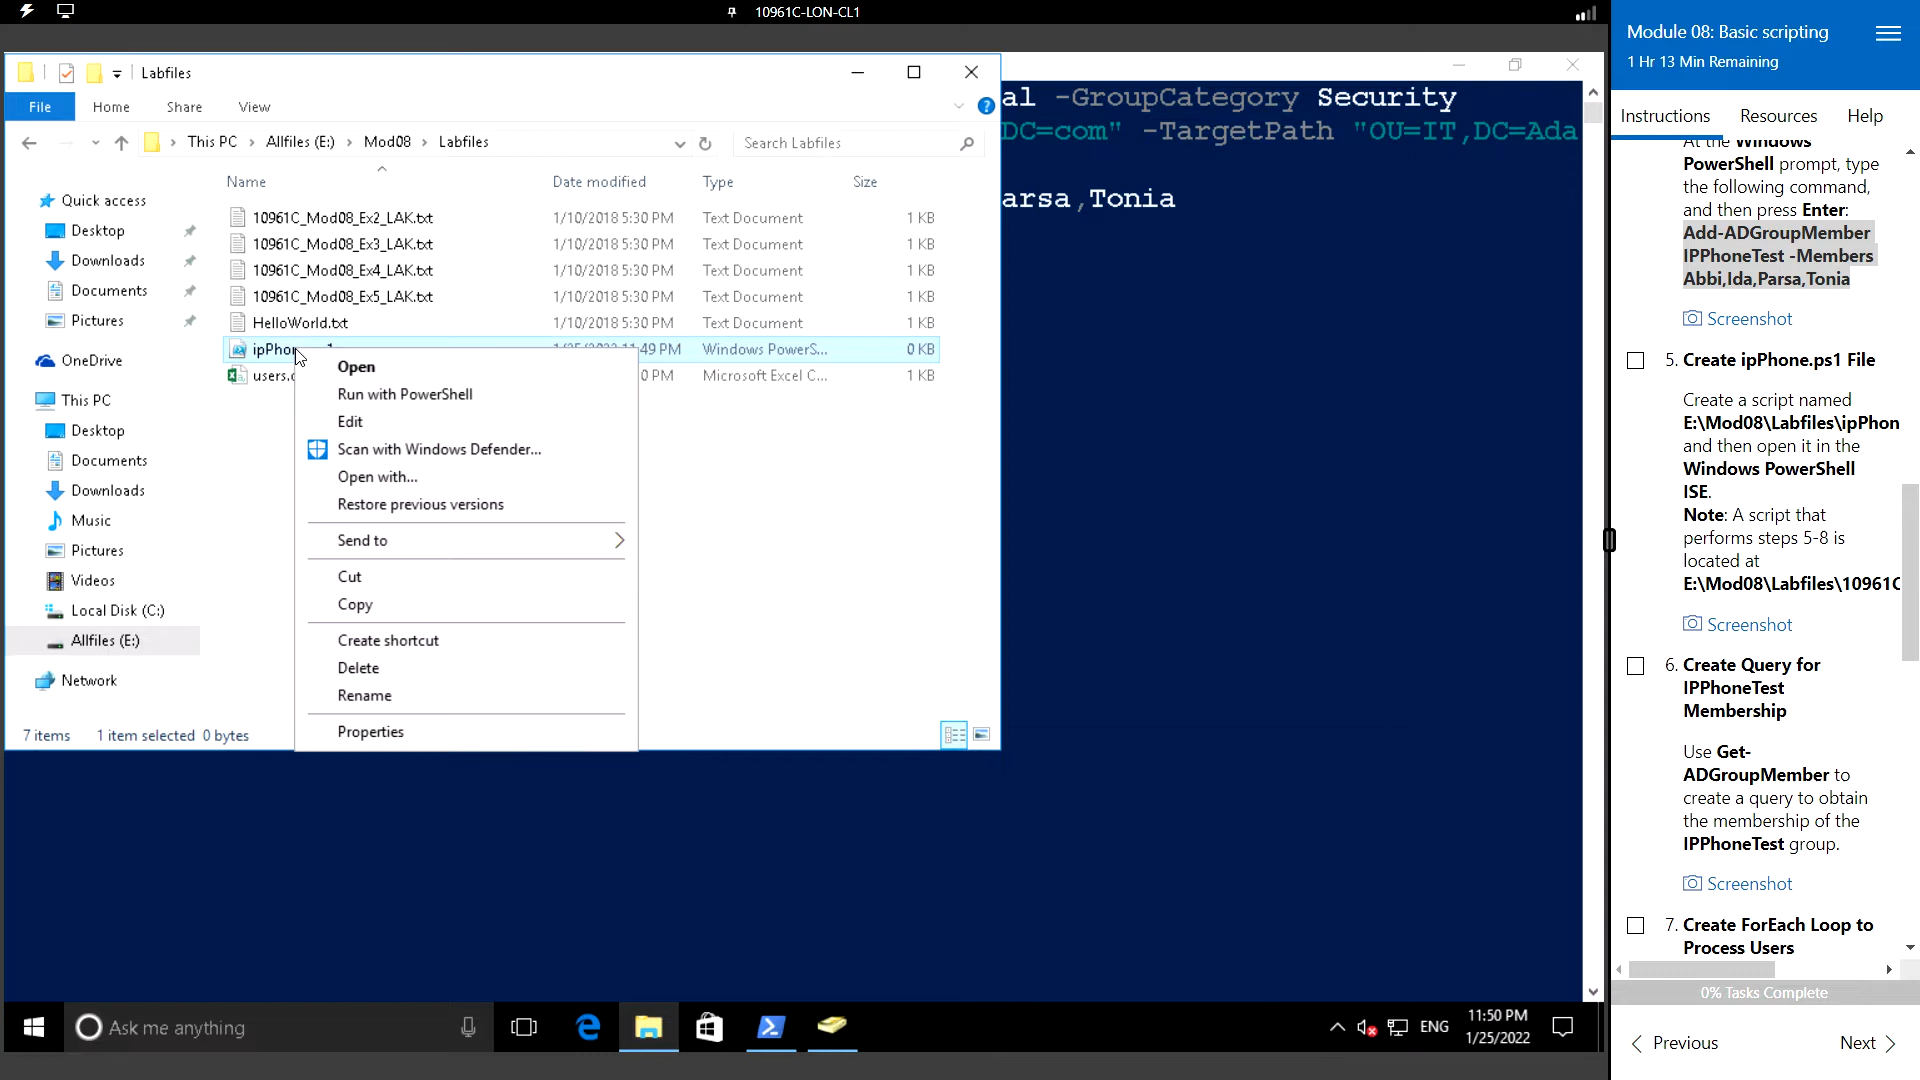 10961C-LON-CL1
Labfiles
File Home Share View
This PC Allfiles (E:) Mod08 Labfiles
Search Labfiles
Name Date modified Type Size
Quick access
Desktop
Downloads
Documents
Pictures
OneDrive
This PC
Desktop
Documents
Downloads
Music
Pictures
Videos
Local Disk (C:)
Allfiles (E:)
Network
10961C_Mod08_Ex2_LAK.txt 1/10/2018 5:30 PM Text Document 1 KB
10961C_Mod08_Ex3_LAK.txt 1/10/2018 5:30 PM Text Document 1 KB
10961C_Mod08_Ex4_LAK.txt 1/10/2018 5:30 PM Text Document 1 KB
10961C_Mod08_Ex5_LAK.txt 1/10/2018 5:30 PM Text Document 1 KB
HelloWorld.txt 1/10/2018 5:30 PM Text Document 1 KB
ipPho 49 PM Windows PowerS... 0 KB
users. 0 PM Microsoft Excel C... 1 KB
Open
Run with PowerShell
Edit
Scan with Windows Defender...
Open with...
Restore previous versions
Send to
Cut
Copy
Create shortcut
Delete
Rename
Properties
7 items 1 item selected 0 bytes
al -GroupCategory Security
DC=com" -TargetPath "OU=IT,DC=Ada
arsa,Tonia
Ask me anything
ENG
11:50 PM
1/25/2022
Module 08: Basic scripting
1 Hr 13 Min Remaining
Instructions Resources Help
At the Windows
PowerShell prompt, type
the following command,
and then press Enter:
Add-ADGroupMember
IPPhoneTest -Members
Abbi,Ida,Parsa,Tonia
Screenshot
5. Create ipPhone.ps1 File
Create a script named
E:\Mod08\Labfiles\ipPhon
and then open it in the
Windows PowerShell
ISE.
Note: A script that
performs steps 5-8 is
located at
E:\Mod08\Labfiles\10961C
Screenshot
6. Create Query for
IPPhoneTest
Membership
Use Get-
ADGroupMember to
create a query to obtain
the membership of the
IPPhoneTest group.
Screenshot
7. Create ForEach Loop to
Process Users
0% Tasks Complete
Previous Next